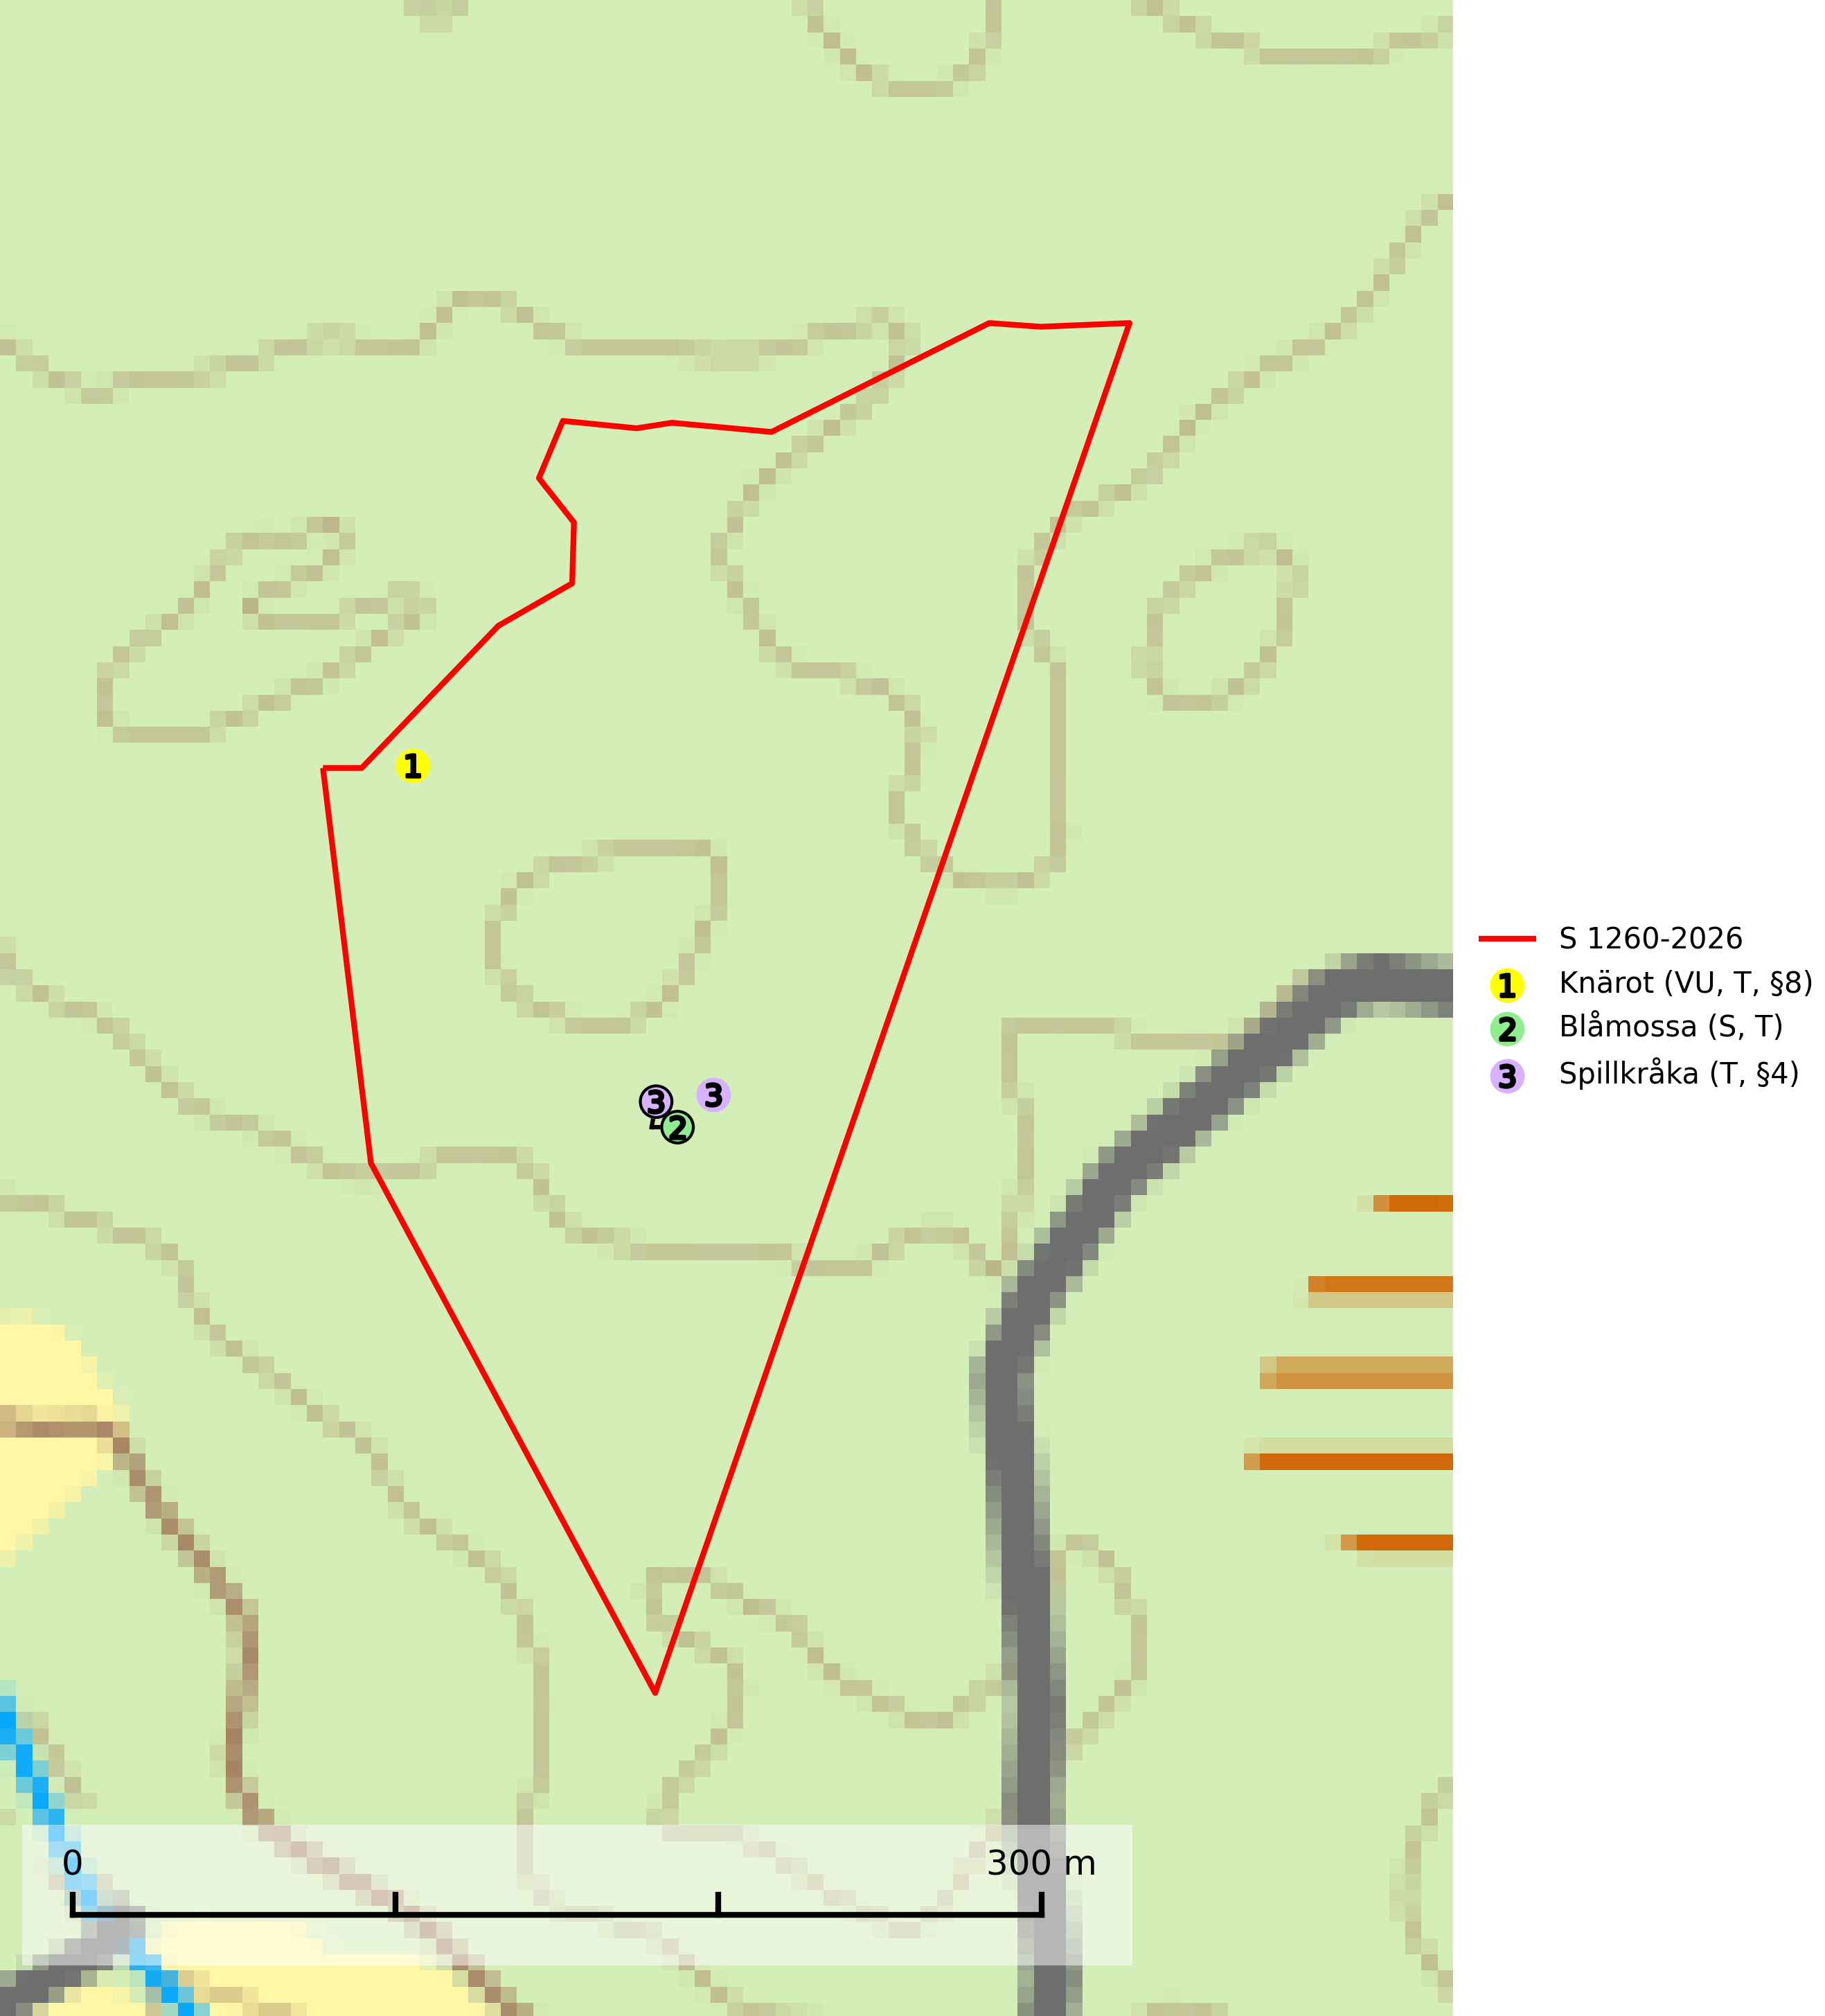 1
3
3
2
S 1260-2026
1 Knärot (VU, T, §8)
2 Blåmossa (S, T)
3 Spillkråka (T, §4)
0 300 m